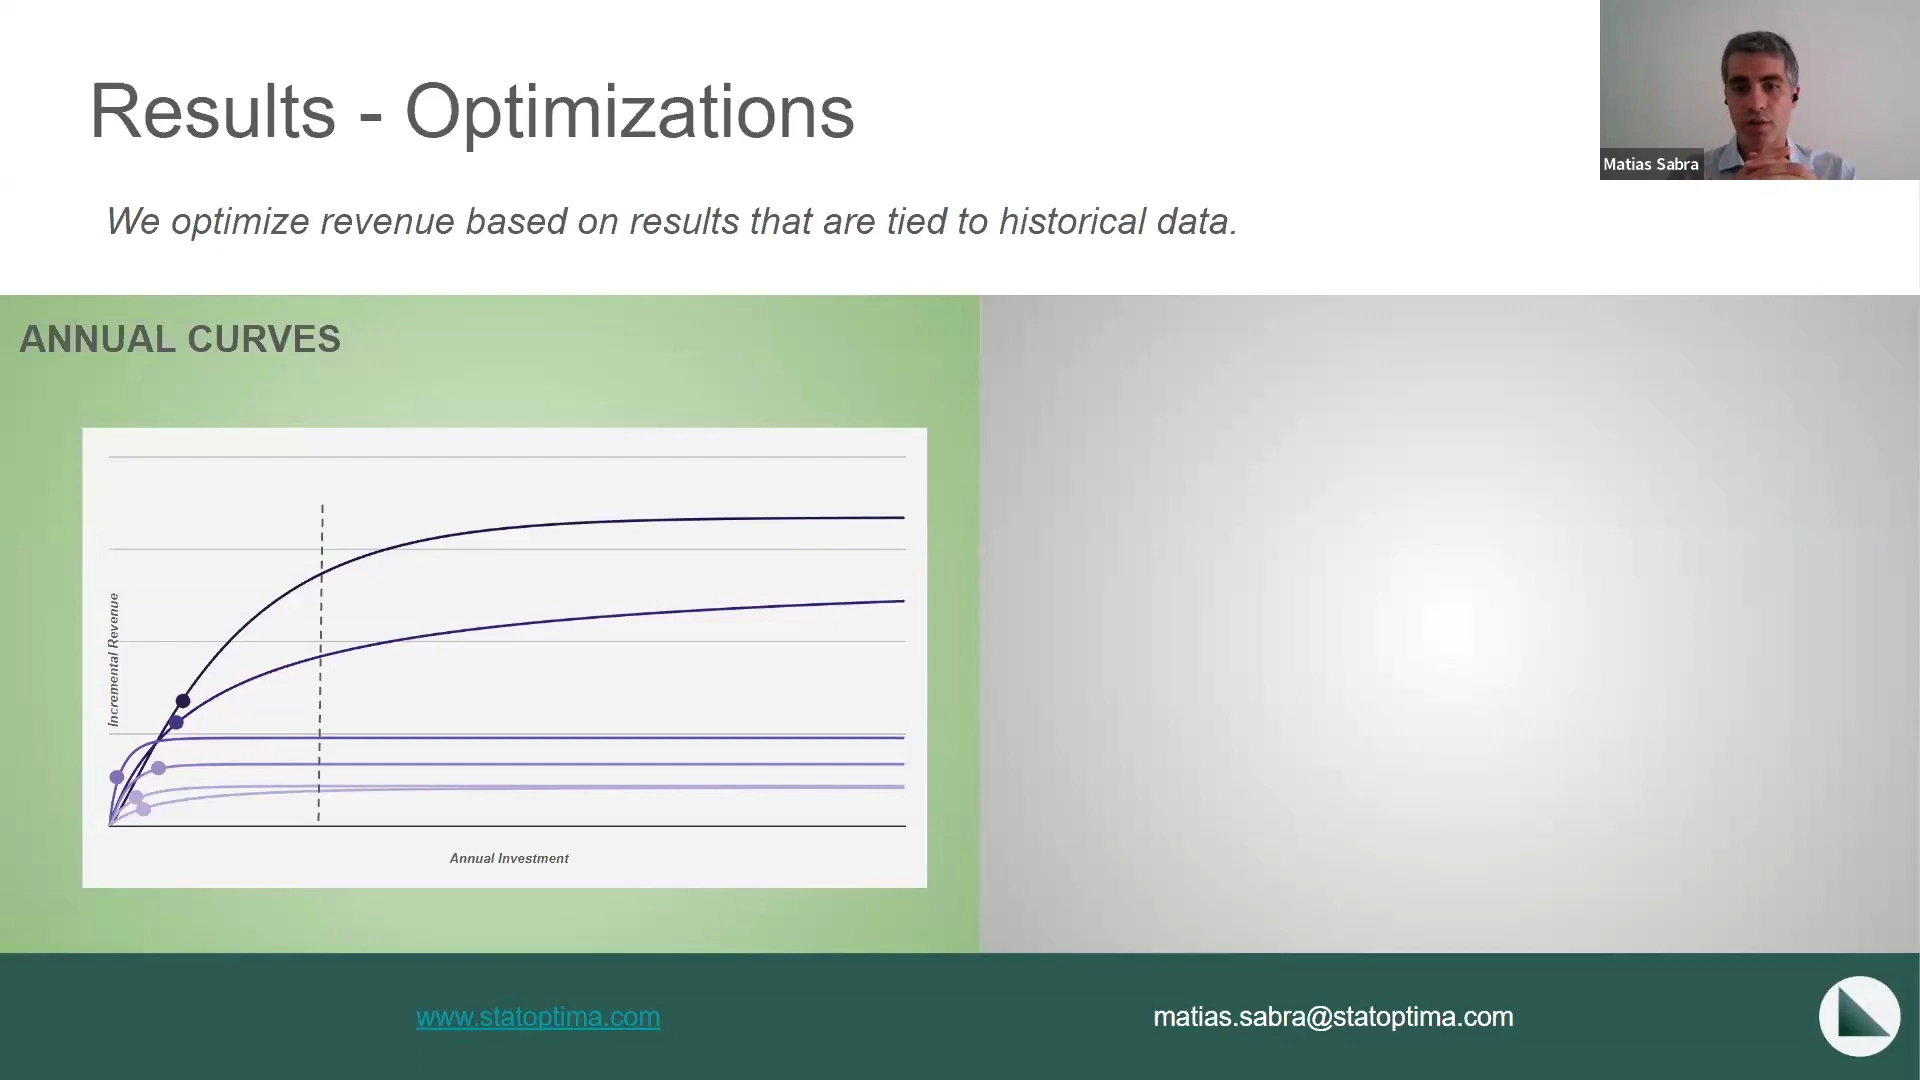 Results - Optimizations
Matias Sabra
We optimize revenue based on results that are tied to historical data.
ANNUAL CURVES
Incremental Revenue
Annual Investment
www.statoptima.com
matias.sabra@statoptima.com